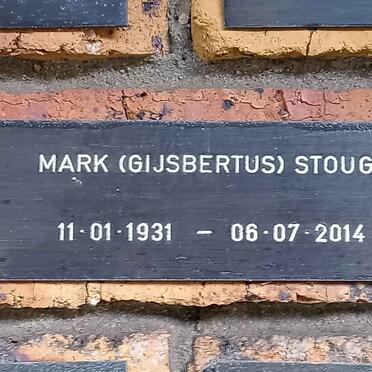 MARK (GIJSBERTUS) STOUG
11·01·1931 – 06·07·2014